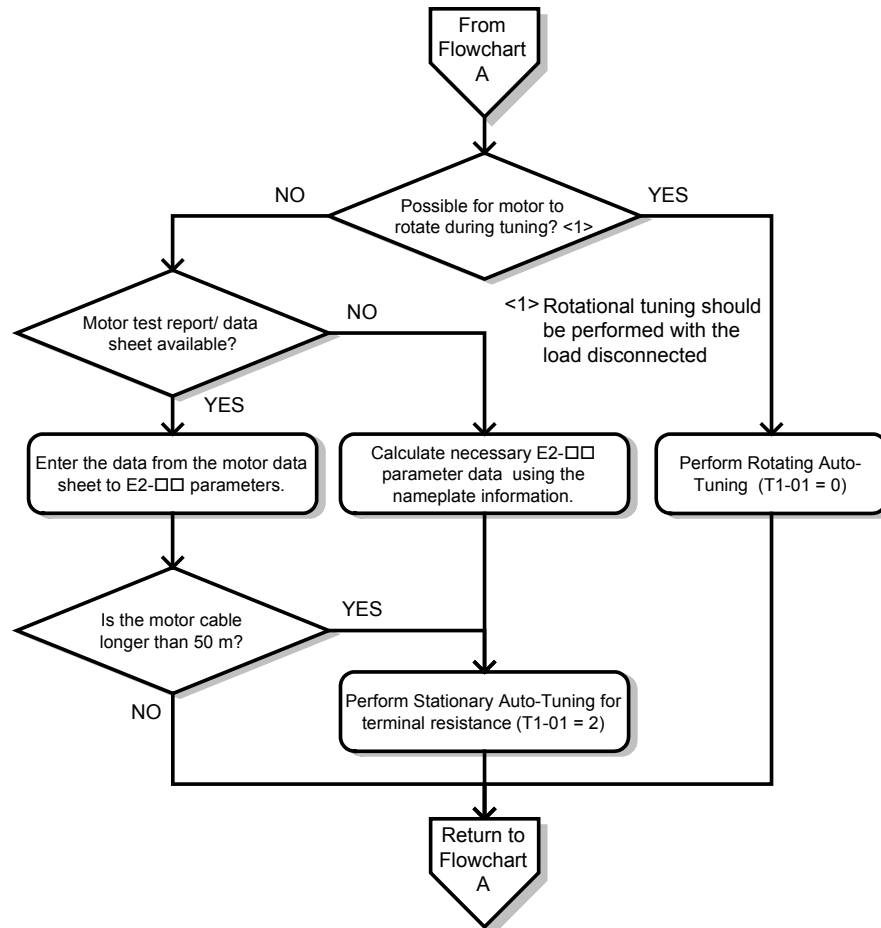 From
Flowchart
A
NO
YES
Possible for motor to
rotate during tuning? <1>
Motor test report/ data
sheet available?
NO
<1> Rotational tuning should
be performed with the
load disconnected
YES
Enter the data from the motor data
sheet to E2-□□ parameters.
Calculate necessary E2-□□
parameter data using the
nameplate information.
Perform Rotating Auto-
Tuning (T1-01 = 0)
Is the motor cable
longer than 50 m?
YES
NO
Perform Stationary Auto-Tuning for
terminal resistance (T1-01 = 2)
Return to
Flowchart
A